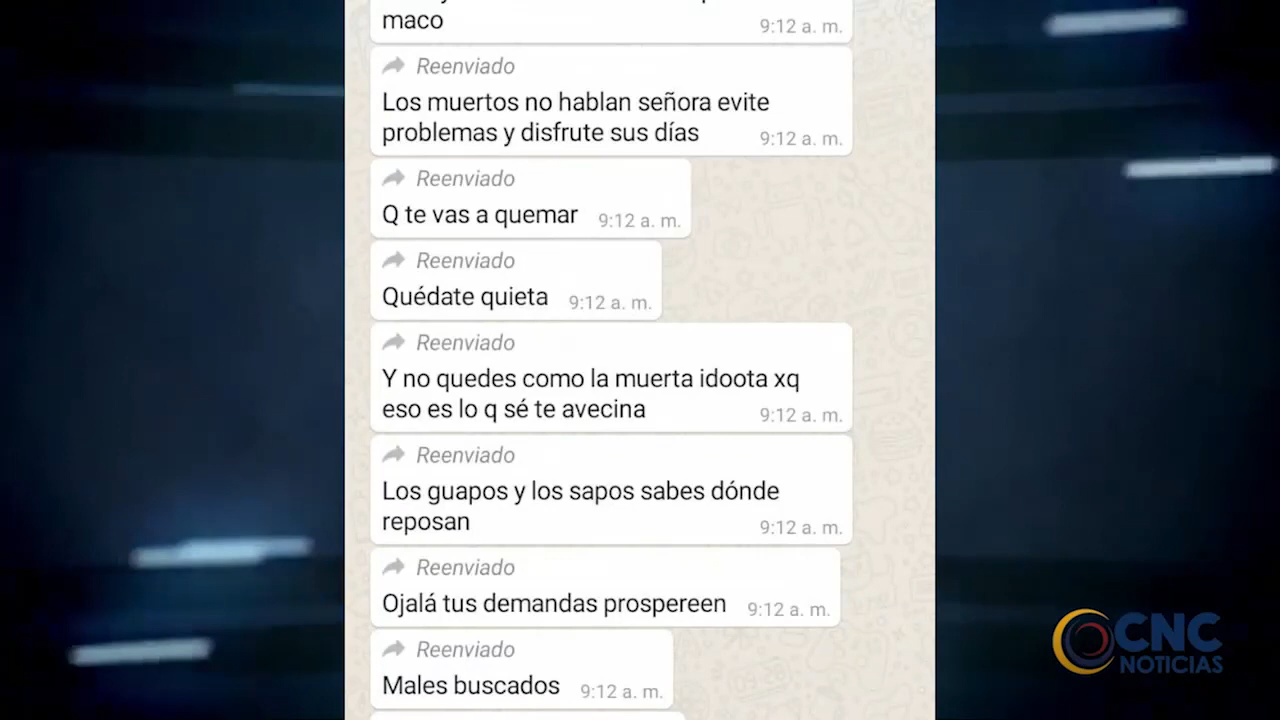 maco
9:12 a. m.
Reenviado
Los muertos no hablan señora evite
problemas y disfrute sus días
9:12 a. m.
Reenviado
Q te vas a quemar
9:12 a. m.
Reenviado
Quédate quieta
9:12 a. m.
Reenviado
Y no quedes como la muerta idoota xq
eso es lo q sé te avecina
9:12 a. m.
Reenviado
Los guapos y los sapos sabes dónde
reposan
9:12 a. m.
Reenviado
Ojalá tus demandas prospereen
9:12 a. m.
Reenviado
Males buscados
9:12 a. m.
CNC
NOTICIAS